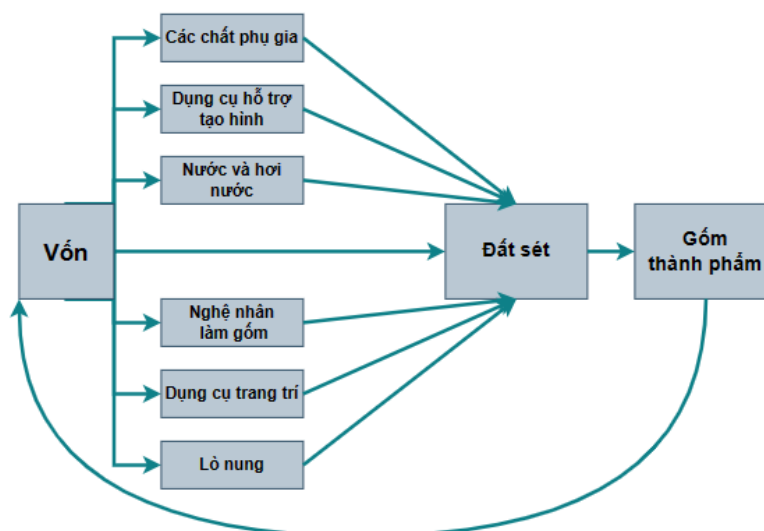 Các chất phụ gia
Dụng cụ hỗ trợ
tạo hình
Nước và hơi
nước
Vốn
Đất sét
Gốm
thành phẩm
Nghệ nhân
làm gốm
Dụng cụ trang trí
Lò nung